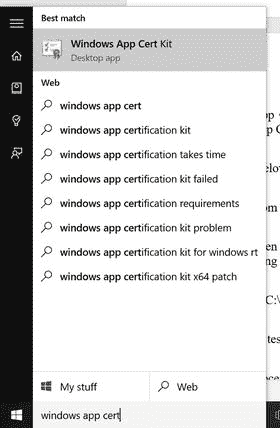 Best match
Windows App Cert Kit
Desktop app
Web
windows app cert
windows app certification kit
windows app certification takes time
windows app certification kit failed
windows app certification requirements
windows app certification kit problem
windows app certification kit for windows rt
windows app certification kit x64 patch
My stuff
Web
windows app cert